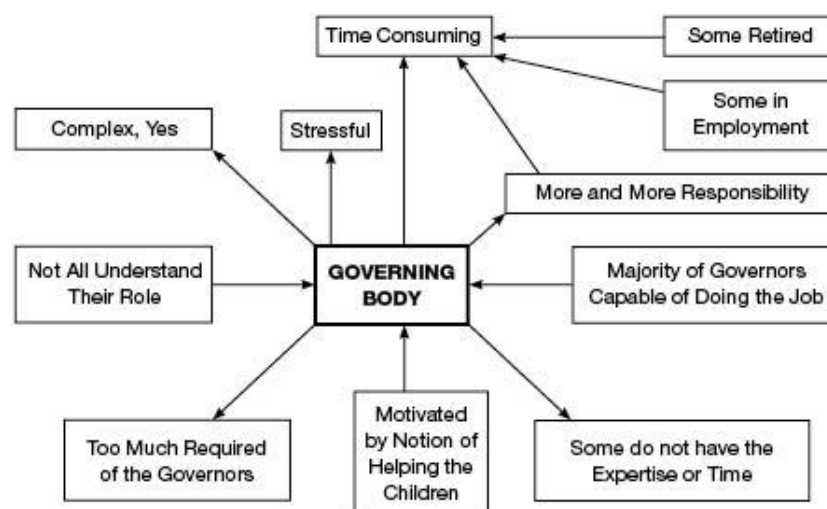 Time Consuming
Some Retired
Some in
Employment
Complex, Yes
Stressful
More and More Responsibility
Not All Understand
Their Role
GOVERNING
BODY
Majority of Governors
Capable of Doing the Job
Too Much Required
of the Governors
Motivated
by Notion of
Helping the
Children
Some do not have the
Expertise or Time